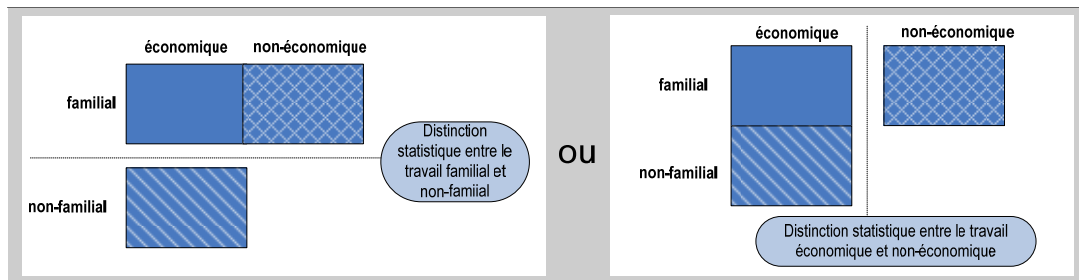 économique non-économique
familial
Distinction
statistique entre le
travail familial et
non-famiial
non-familial
ou
économique non-économique
familial
non-familial
Distinction statistique entre le travail
économique et non-économique